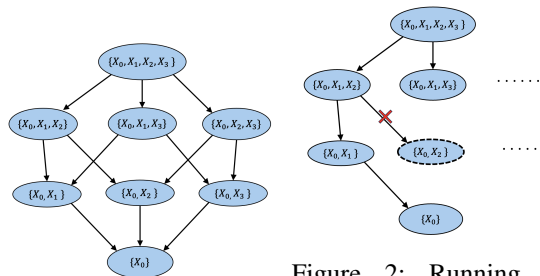 {X₀, X₁, X₂, X₃}
{X₀, X₁, X₂} {X₀, X₁, X₃} {X₀, X₂, X₃}
{X₀, X₁} {X₀, X₂} {X₀, X₃}
{X₀}
{X₀, X₁, X₂, X₃}
{X₀, X₁, X₂} {X₀, X₁, X₃} ......
{X₀, X₁} {X₀, X₂} ......
{X₀}
Figure 2: Running